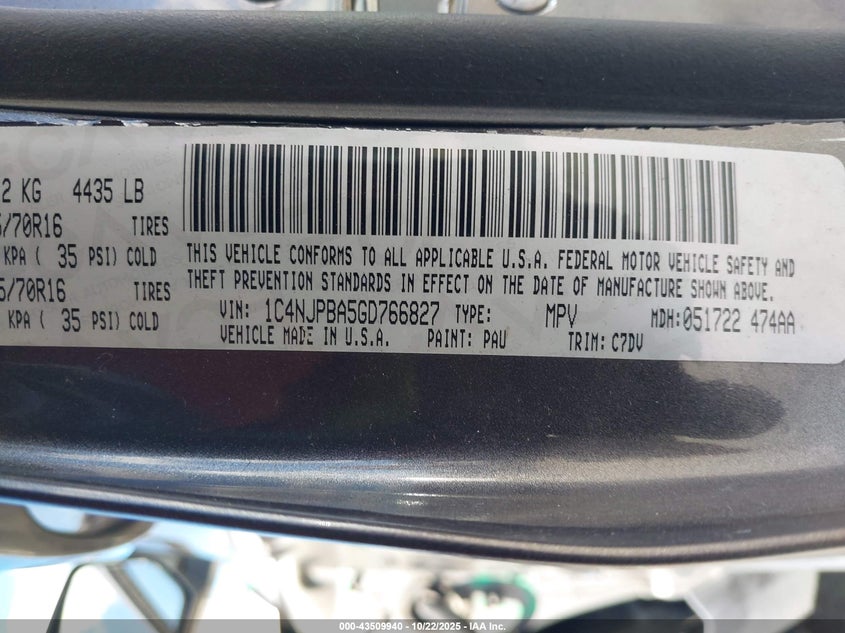 2 KG 4435 LB
5/70R16 TIRES
KPA ( 35 PSI) COLD
5/70R16 TIRES
KPA ( 35 PSI) COLD
THIS VEHICLE CONFORMS TO ALL APPLICABLE U.S.A. FEDERAL MOTOR VEHICLE SAFETY AND
THEFT PREVENTION STANDARDS IN EFFECT ON THE DATE OF MANUFACTURE SHOWN ABOVE.
VIN: 1C4NJPBA5GD766827 TYPE: MPV MDH:051722 474AA
VEHICLE MADE IN U.S.A. PAINT: PAU TRIM: C7DV
000-43509940 - 10/22/2025 - IAA Inc.